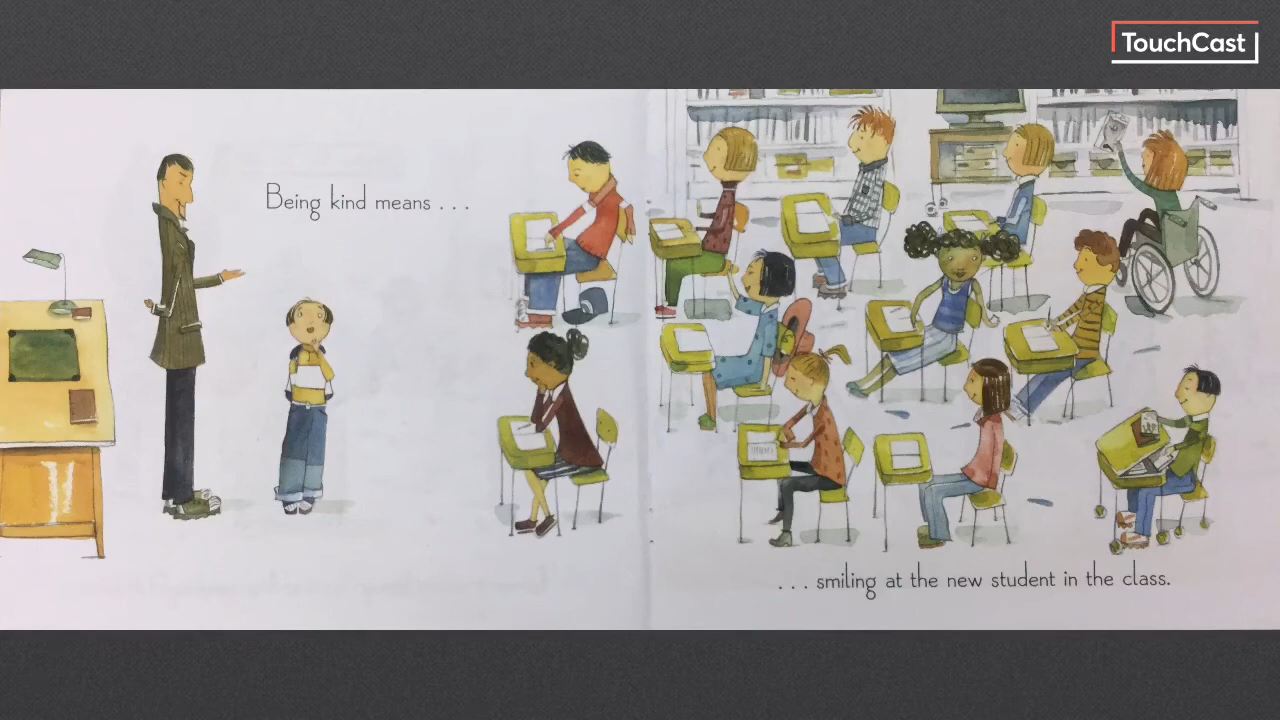 TouchCast
Being kind means . . .
. . . smiling at the new student in the class.